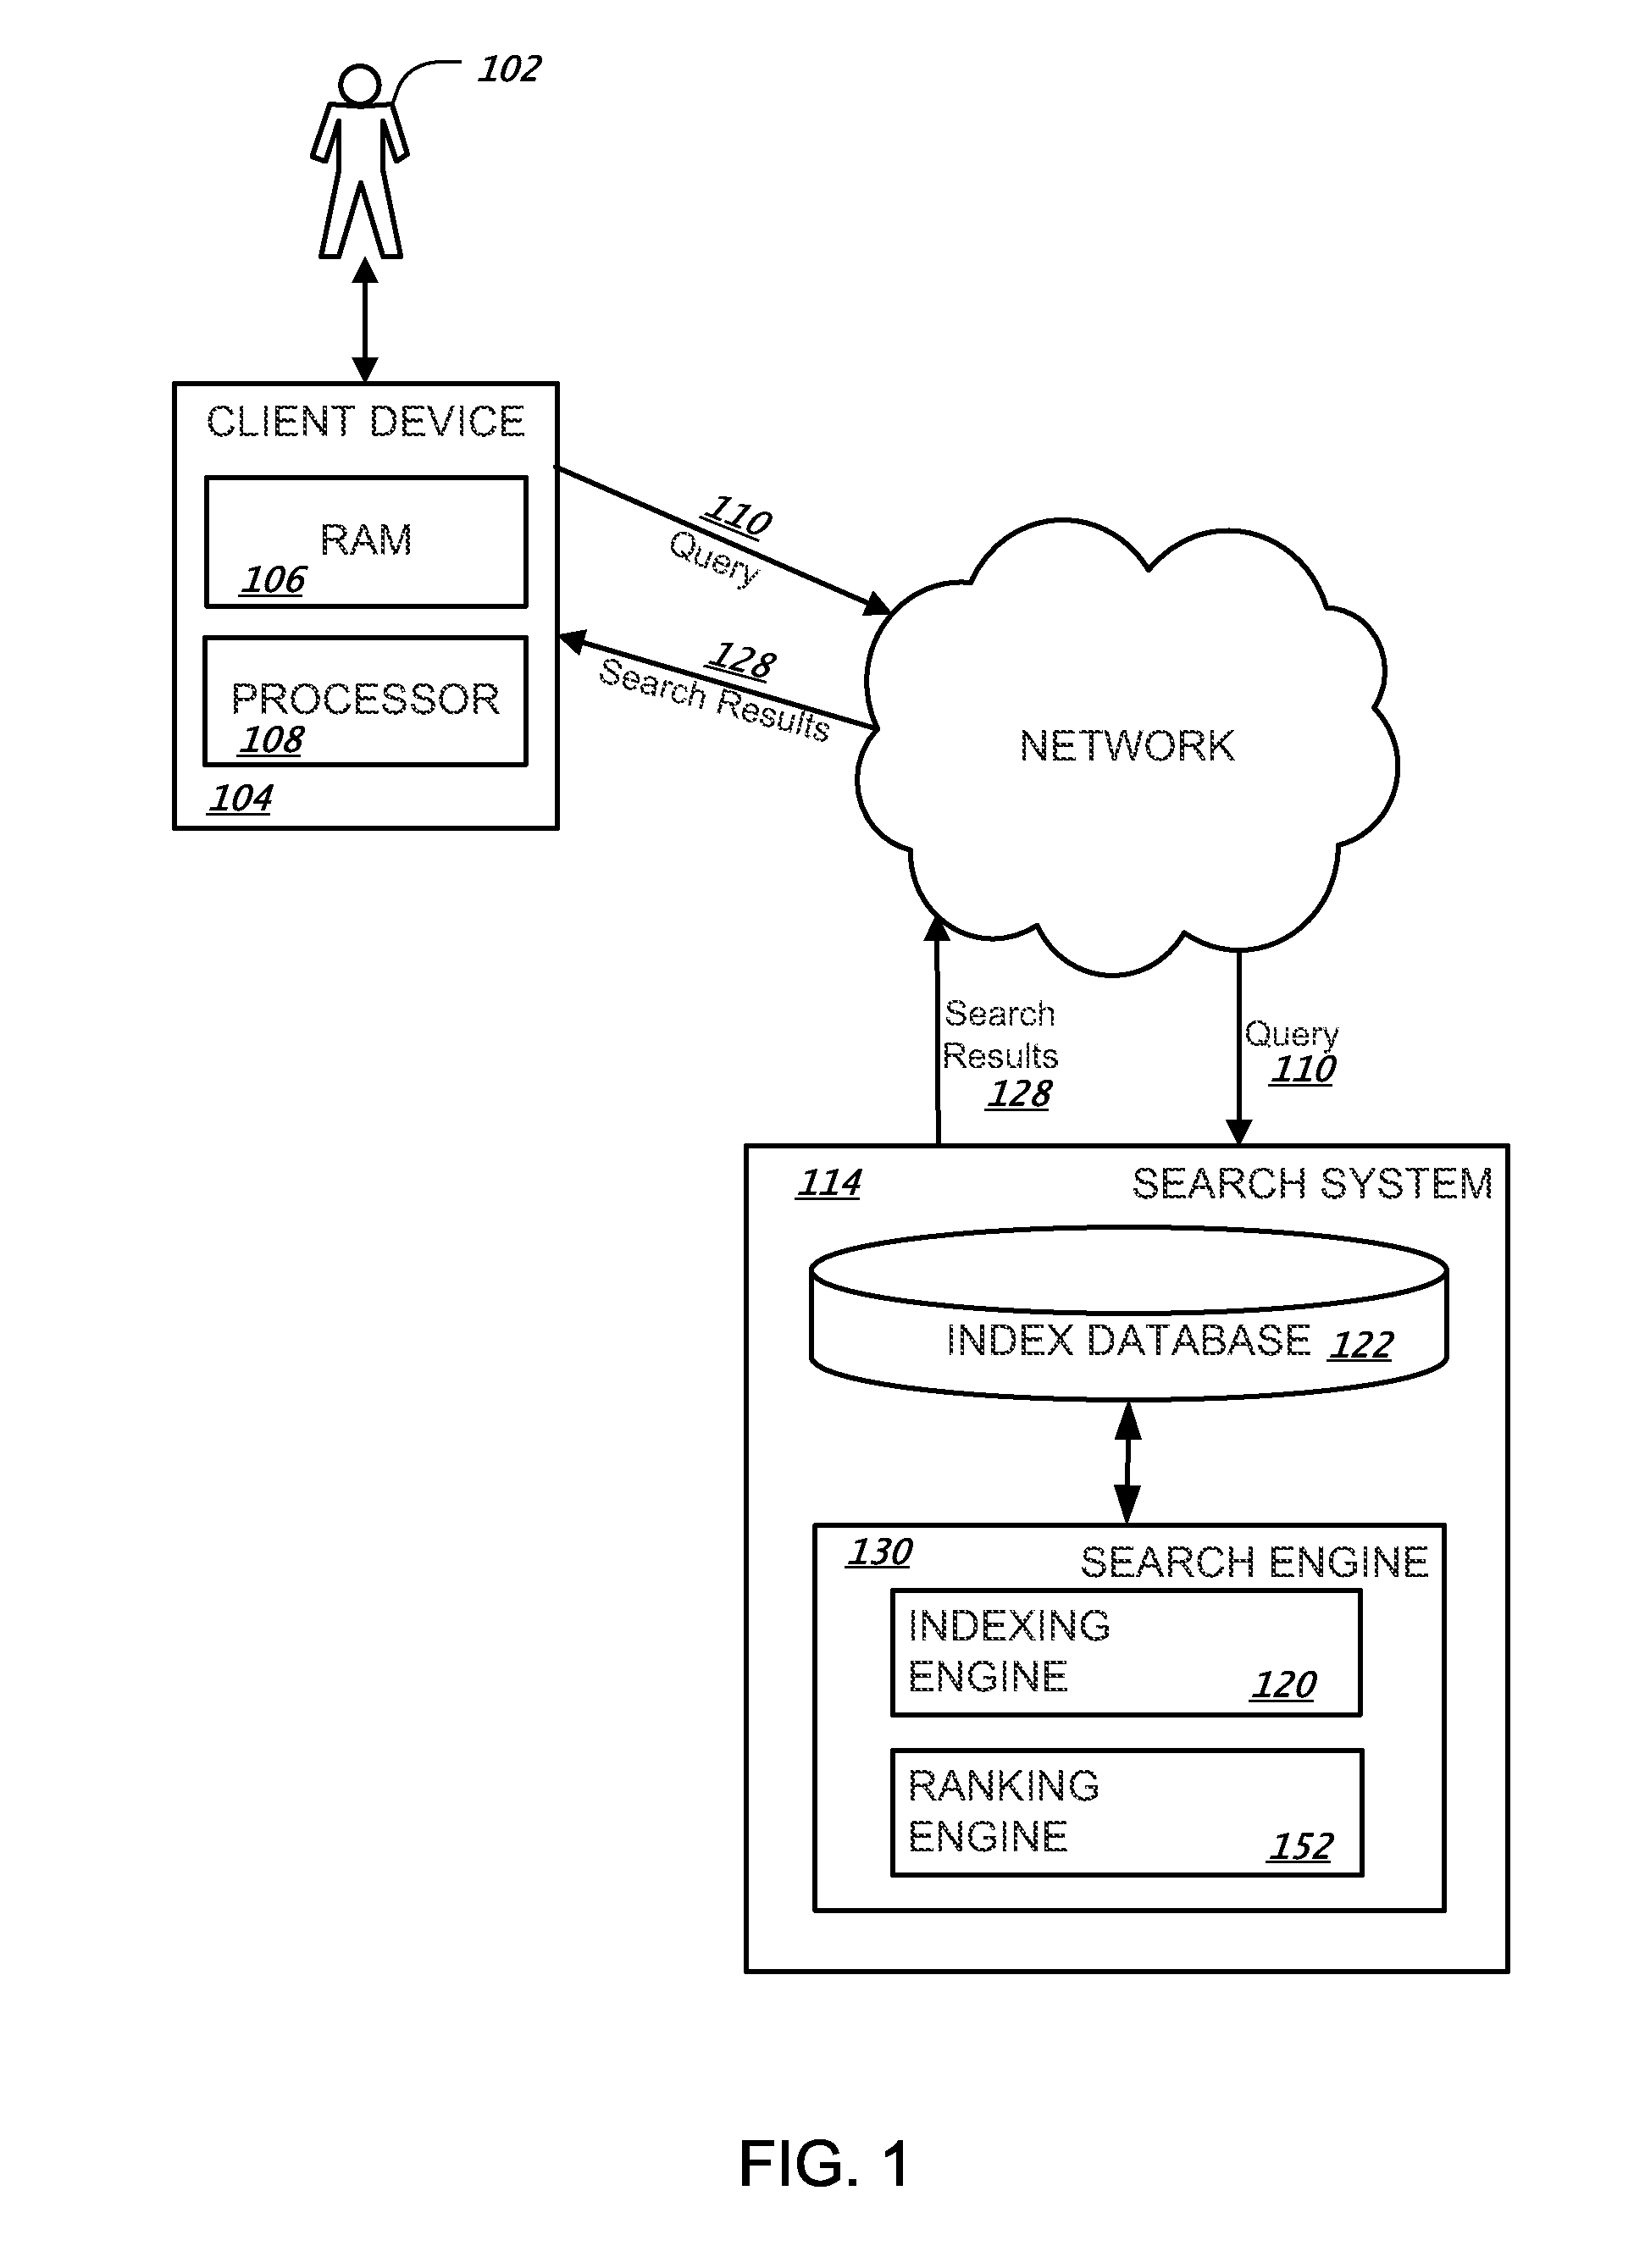 102
CLIENT DEVICE
RAM
106
PROCESSOR
108
104
110
Query
128
Search Results
NETWORK
Search
Results
128
Query
110
114
SEARCH SYSTEM
INDEX DATABASE 122
130
SEARCH ENGINE
INDEXING
ENGINE
120
RANKING
ENGINE
152
FIG. 1